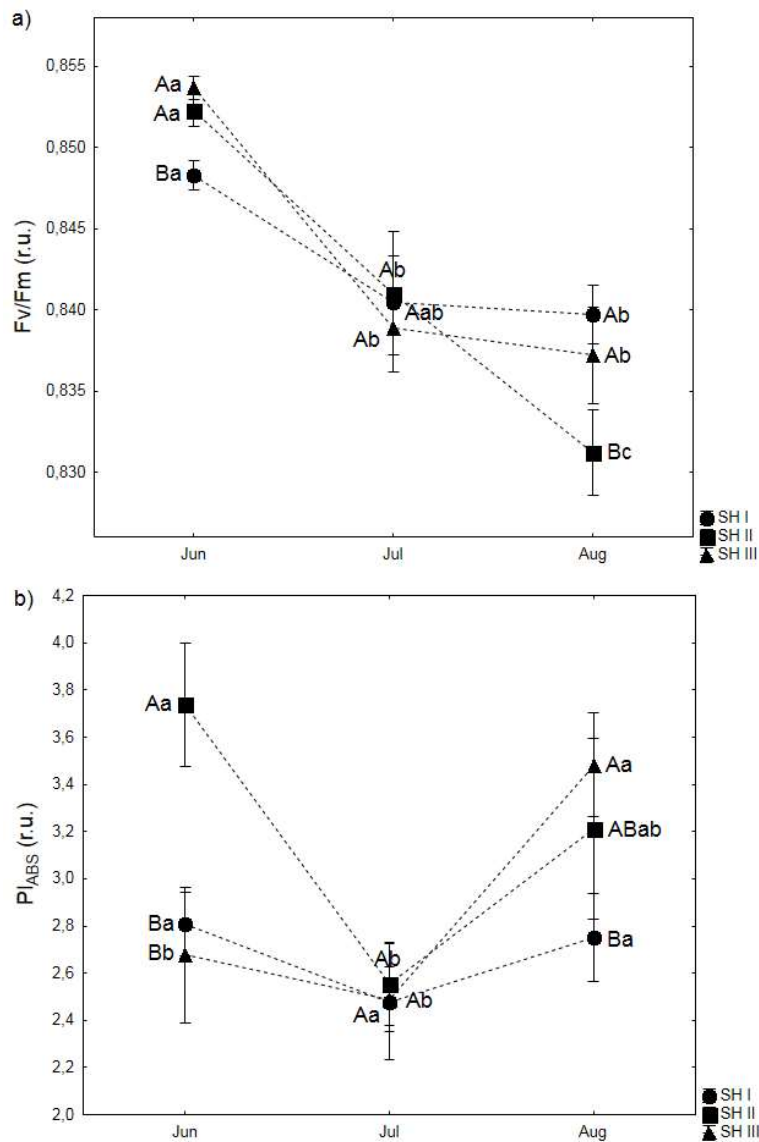 a)
0,855
0,850
0,845
0,840
0,835
0,830
Fv/Fm (r.u.)
Aa
Aa
Ba
Ab
Aab
Ab
Ab
Ab
Bc
Jun Jul Aug
SH I
SH II
SH III
b)
4,2
4,0
3,8
3,6
3,4
3,2
3,0
2,8
2,6
2,4
2,2
2,0
PIABS (r.u.)
Aa
Ba
Bb
Ab
Aa Ab
Aa
ABab
Ba
Jun Jul Aug
SH I
SH II
SH III